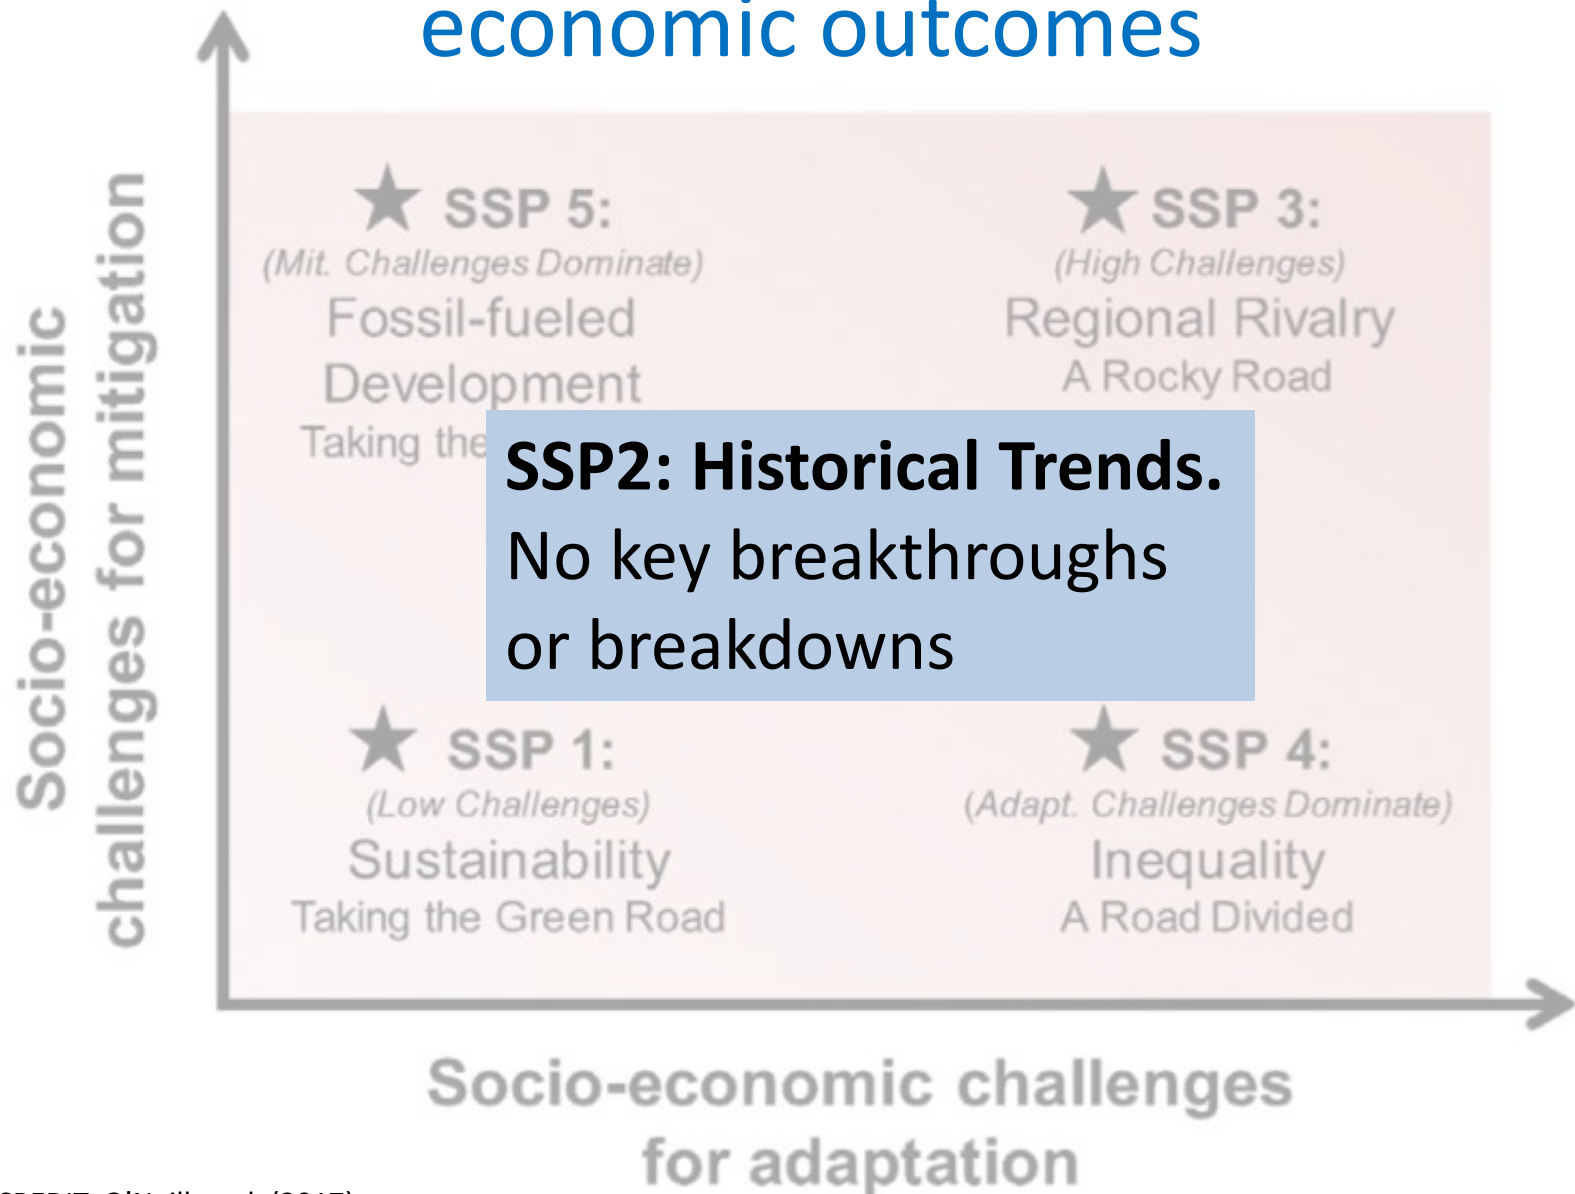 economic outcomes
Socio-economic
challenges for mitigation
SSP 5:
(Mit. Challenges Dominate)
Fossil-fueled
Development
Taking the
SSP 3:
(High Challenges)
Regional Rivalry
A Rocky Road
SSP2: Historical Trends.
No key breakthroughs
or breakdowns
SSP 1:
(Low Challenges)
Sustainability
Taking the Green Road
SSP 4:
(Adapt. Challenges Dominate)
Inequality
A Road Divided
Socio-economic challenges
for adaptation